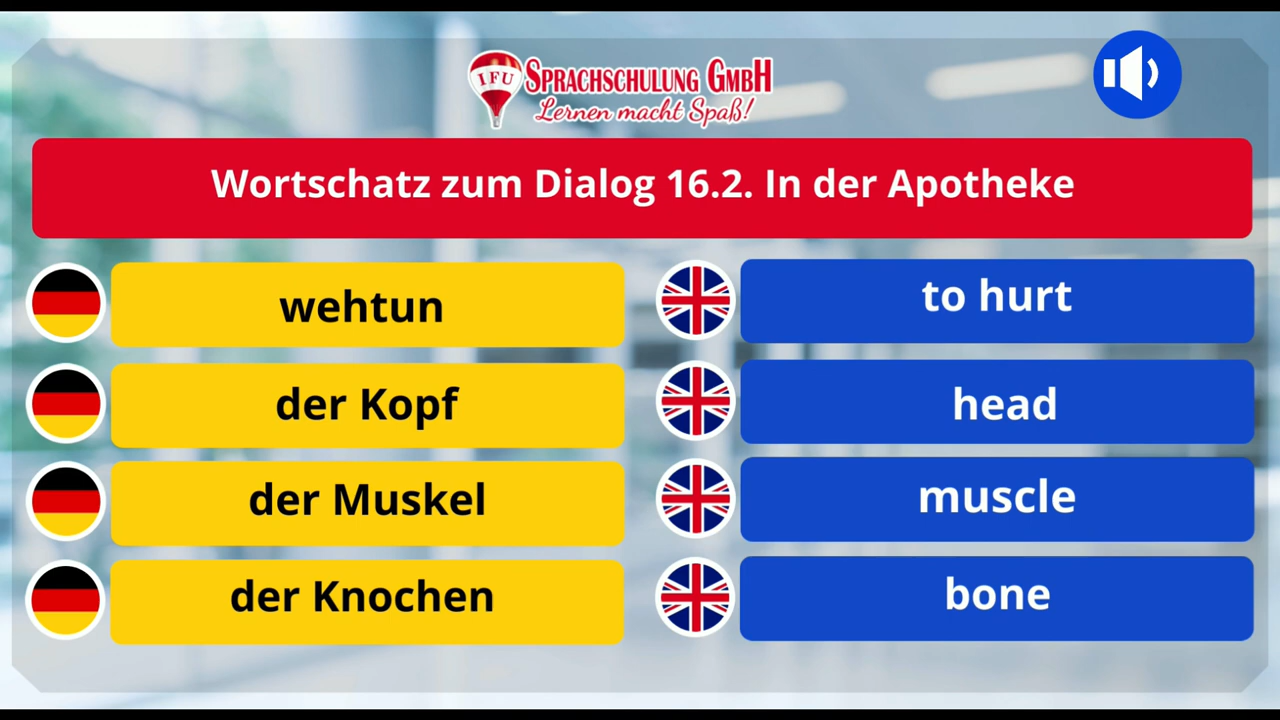 IFU SPRACHSCHULUNG GMBH
Lernen macht Spaß!
Wortschatz zum Dialog 16.2. In der Apotheke
wehtun
to hurt
der Kopf
head
der Muskel
muscle
der Knochen
bone